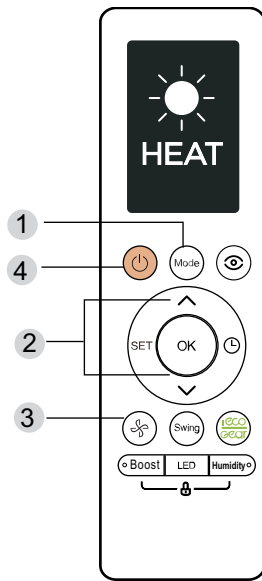 HEAT
1
Mode
4
2
SET
OK
3
Swing
ECO
GEAR
Boost
LED
Humidity